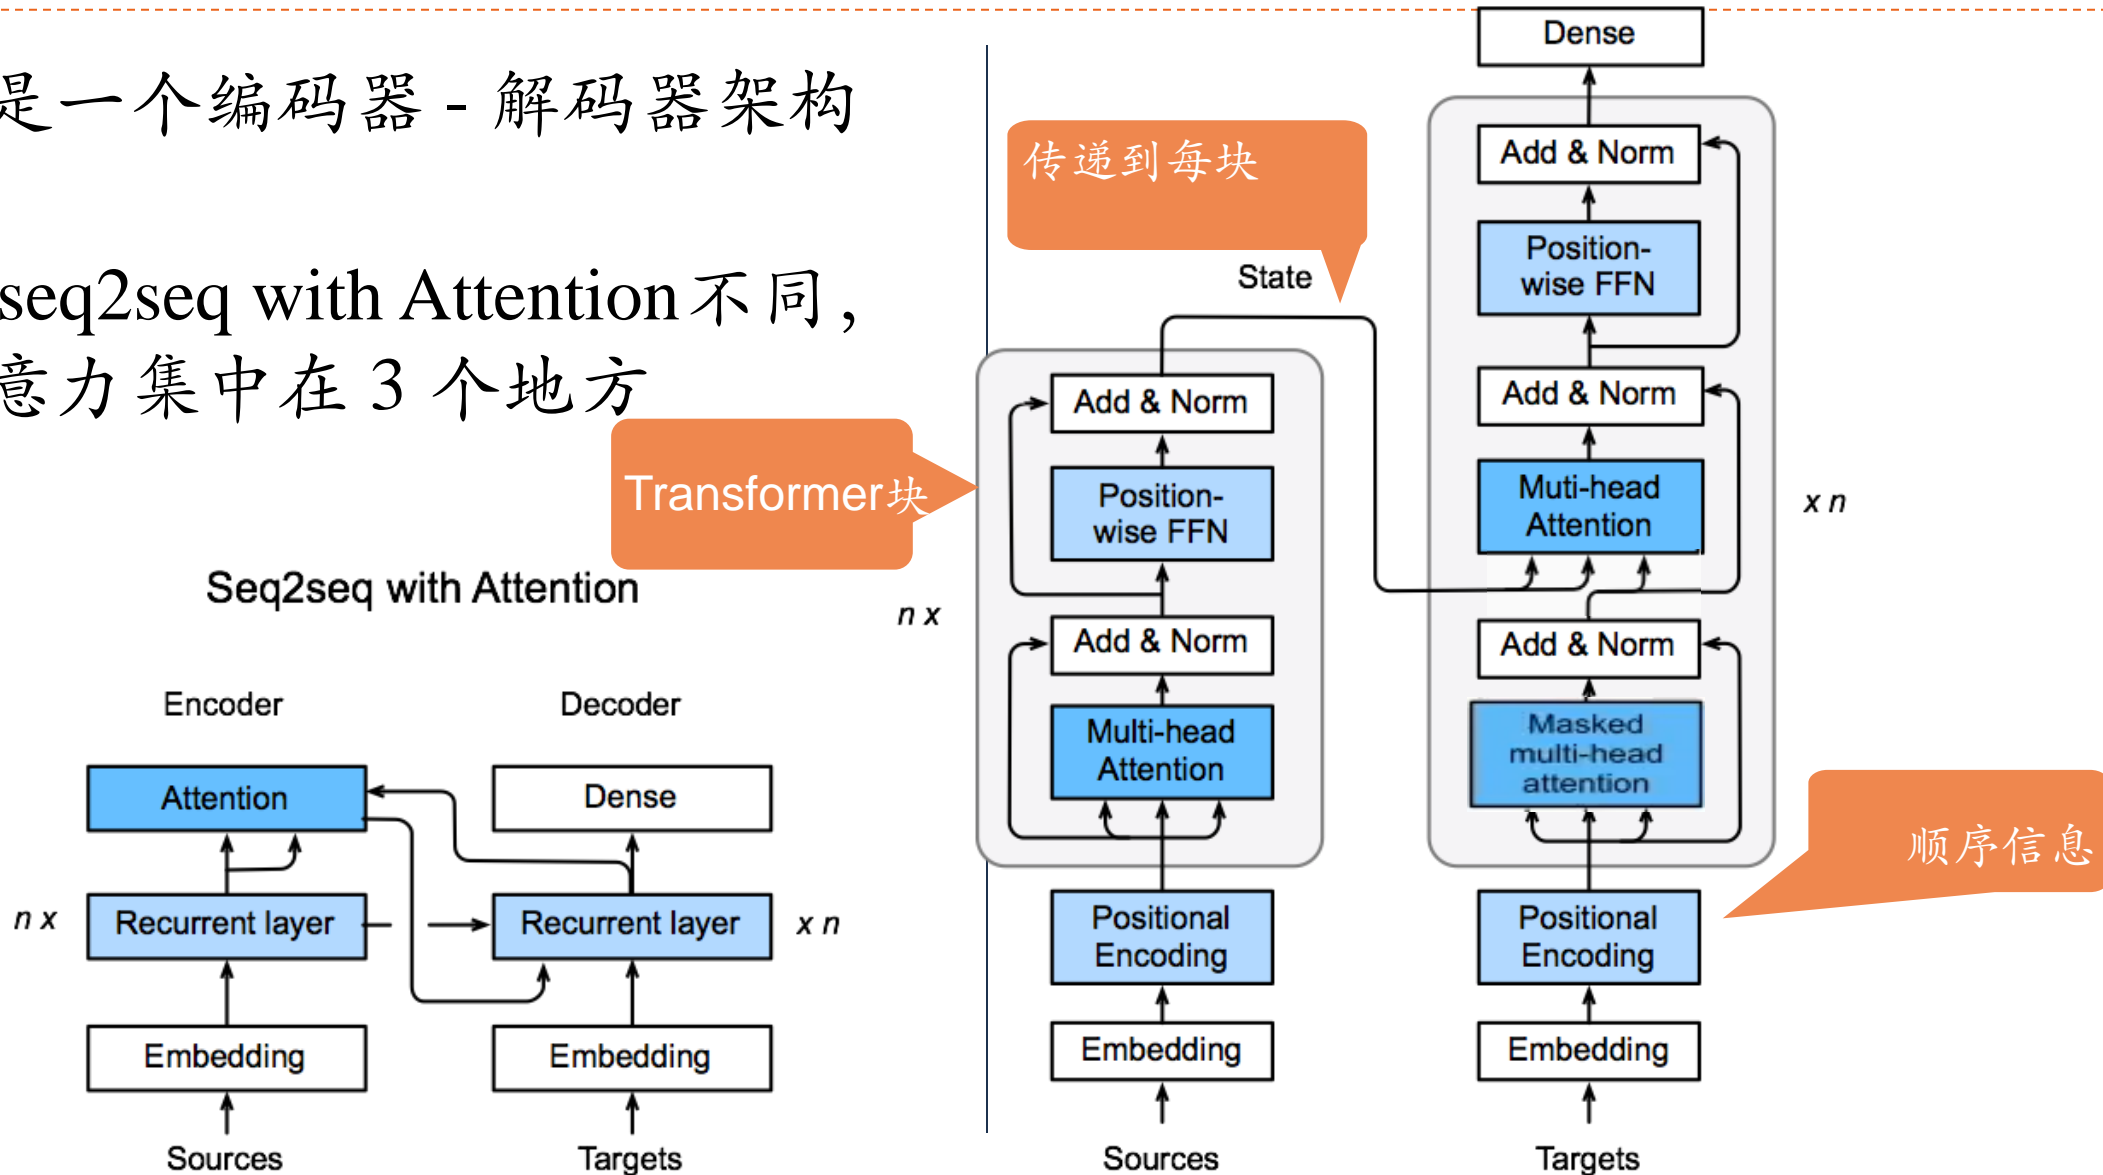 是一个编码器 - 解码器架构
seq2seq with Attention不同，
意力集中在 3 个地方
Transformer块
传递到每块
State
Seq2seq with Attention
Encoder
Decoder
Attention
Dense
n x
Recurrent layer
Recurrent layer
x n
Embedding
Embedding
Sources
Targets
n x
Add & Norm
Position-
wise FFN
Add & Norm
Multi-head
Attention
Positional
Encoding
Embedding
Sources
Dense
Add & Norm
Position-
wise FFN
Add & Norm
Muti-head
Attention
x n
Add & Norm
Masked
multi-head
attention
顺序信息
Positional
Encoding
Embedding
Targets